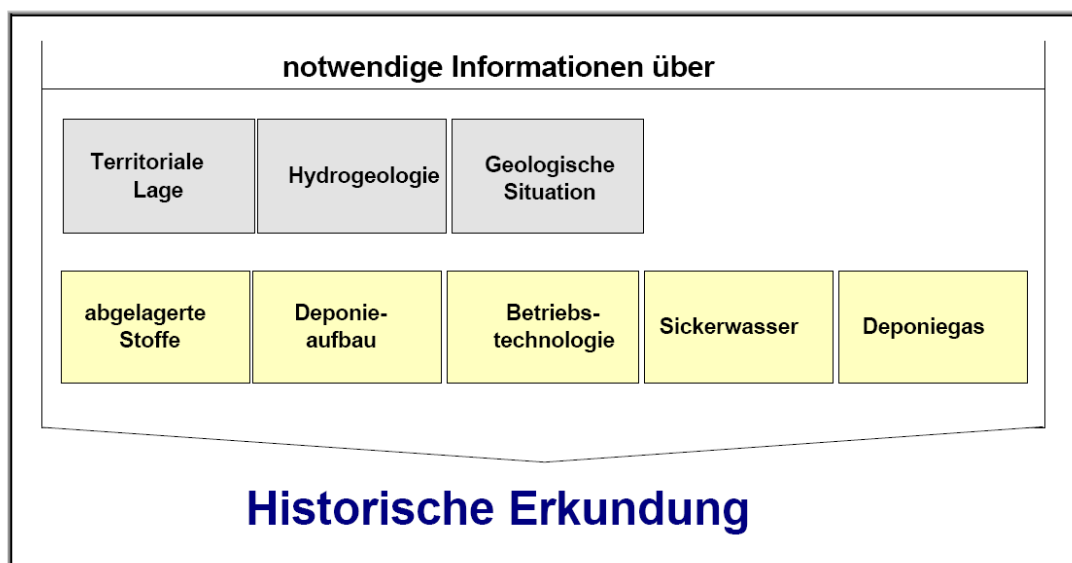 notwendige Informationen über
Territoriale
Lage
Hydrogeologie
Geologische
Situation
abgelagerte
Stoffe
Deponie-
aufbau
Betriebs-
technologie
Sickerwasser
Deponiegas
Historische Erkundung